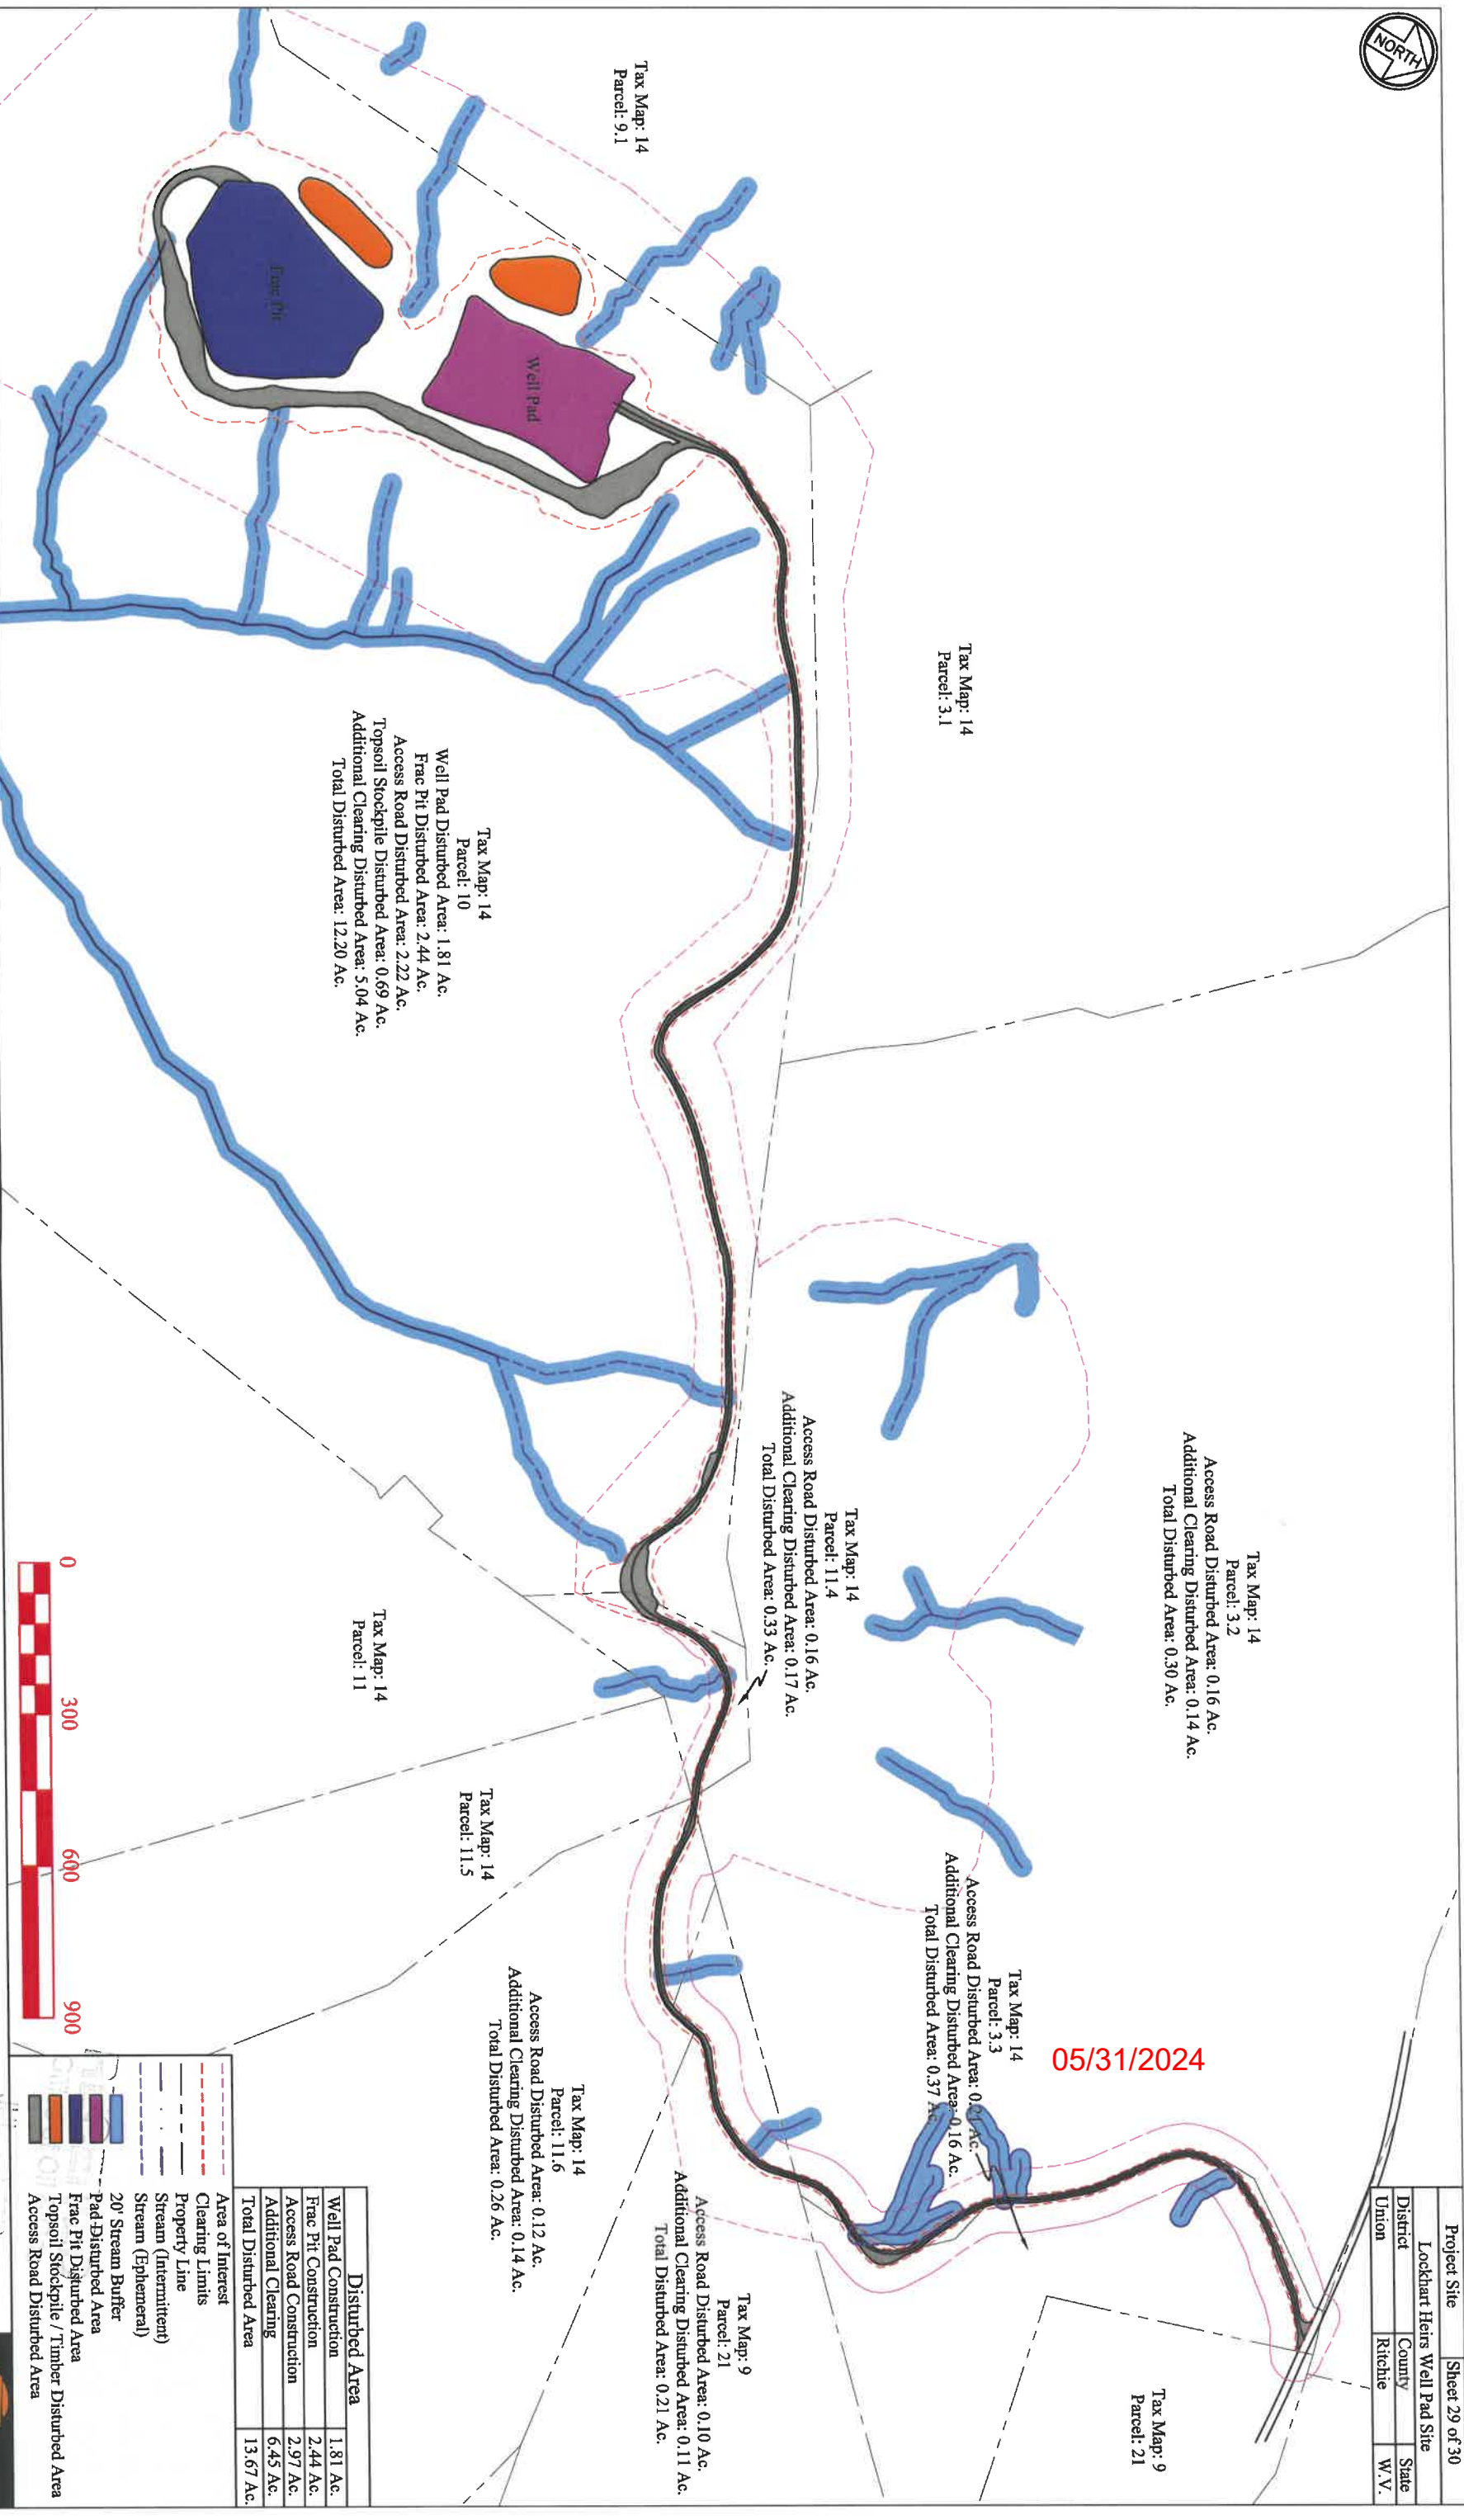 Project Site
Sheet 29 of 30
Lockhart Heirs Well Pad Site
District
County
State
Union
Ritchie
W.V.
NORTH
Tax Map: 14
Parcel: 9.1
Tax Map: 14
Parcel: 3.1
Tax Map: 14
Parcel: 3.2
Access Road Disturbed Area: 0.16 Ac.
Additional Clearing Disturbed Area: 0.14 Ac.
Total Disturbed Area: 0.30 Ac.
Tax Map: 14
Parcel: 11.4
Access Road Disturbed Area: 0.16 Ac.
Additional Clearing Disturbed Area: 0.17 Ac.
Total Disturbed Area: 0.33 Ac.
Tax Map: 14
Parcel: 3.3
Access Road Disturbed Area: 0.21 Ac.
Additional Clearing Disturbed Area: 0.16 Ac.
Total Disturbed Area: 0.37 Ac.
05/31/2024
Tax Map: 9
Parcel: 21
Well Pad
Frac Pit
Tax Map: 14
Parcel: 10
Well Pad Disturbed Area: 1.81 Ac.
Frac Pit Disturbed Area: 2.44 Ac.
Access Road Disturbed Area: 2.22 Ac.
Topsoil Stockpile Disturbed Area: 0.69 Ac.
Additional Clearing Disturbed Area: 5.04 Ac.
Total Disturbed Area: 12.20 Ac.
Tax Map: 14
Parcel: 11
Tax Map: 14
Parcel: 11.5
Tax Map: 14
Parcel: 11.6
Access Road Disturbed Area: 0.12 Ac.
Additional Clearing Disturbed Area: 0.14 Ac.
Total Disturbed Area: 0.26 Ac.
Tax Map: 9
Parcel: 21
Access Road Disturbed Area: 0.10 Ac.
Additional Clearing Disturbed Area: 0.11 Ac.
Total Disturbed Area: 0.21 Ac.
0 300 600 900
Disturbed Area
Well Pad Construction 1.81 Ac.
Frac Pit Construction 2.44 Ac.
Access Road Construction 2.97 Ac.
Additional Clearing 6.45 Ac.
Total Disturbed Area 13.67 Ac.
Area of Interest
Clearing Limits
Property Line
Stream (Intermittent)
Stream (Ephemeral)
20' Stream Buffer
Pad Disturbed Area
Frac Pit Disturbed Area
Topsoil Stockpile / Timber Disturbed Area
Access Road Disturbed Area